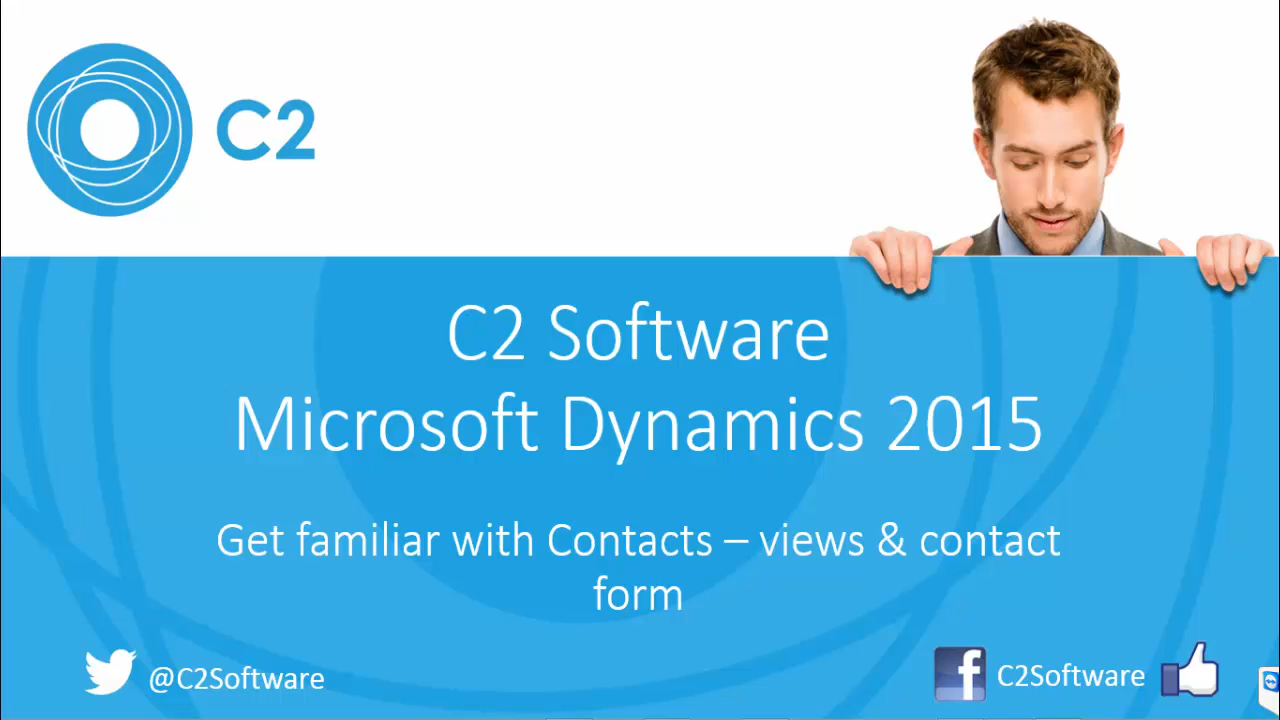 C2
C2 Software
Microsoft Dynamics 2015
Get familiar with Contacts – views & contact
form
@C2Software
C2Software